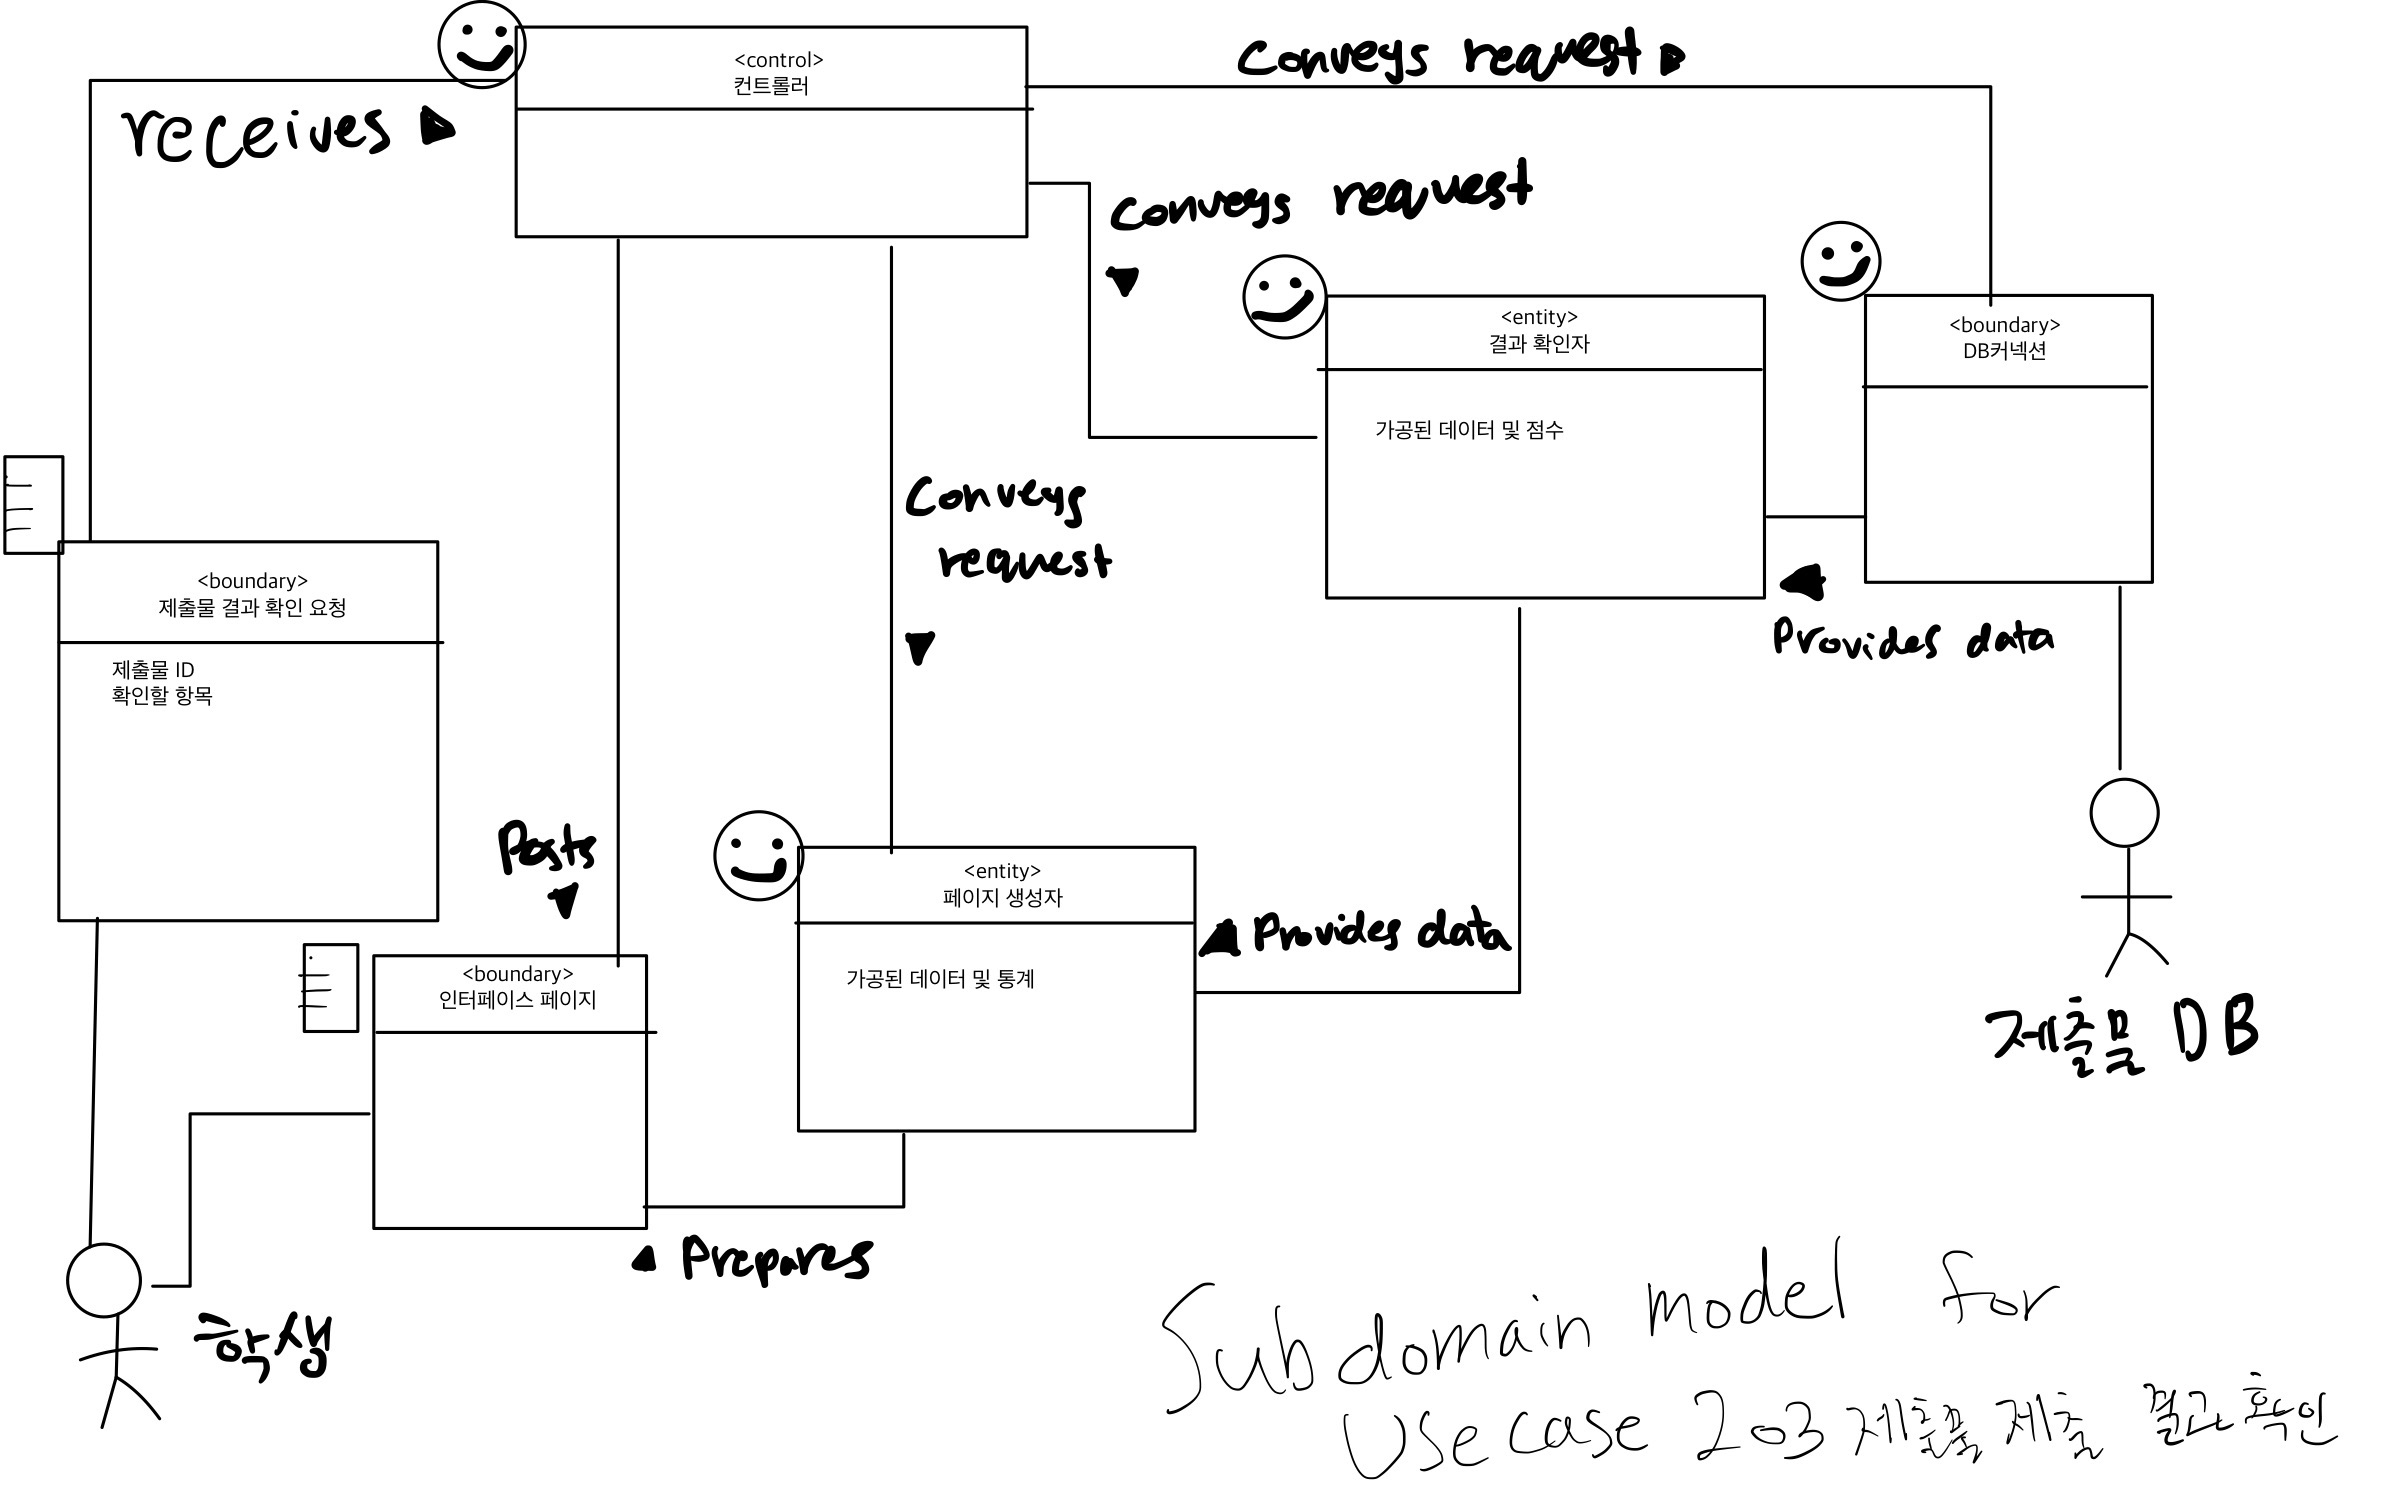 <control>
컨트롤러
Conveys request
receives
Conveys request
<entity>
결과 확인자
<boundary>
DB커넥션
가공된 데이터 및 점수
Conveys
request
<boundary>
제출물 결과 확인 요청
제출물 ID
확인할 항목
Provides data
Posts
<entity>
페이지 생성자
Provides data
<boundary>
인터페이스 페이지
가공된 데이터 및 통계
제출물 DB
Prepares
학생
Subdomain model for
Use case 203 제출물 제출 결과 확인